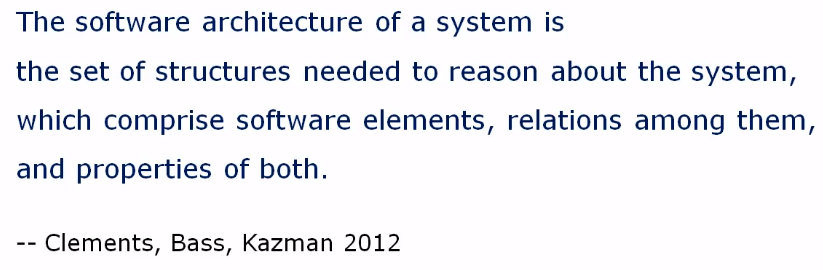 The software architecture of a system is
the set of structures needed to reason about the system,
which comprise software elements, relations among them,
and properties of both.
-- Clements, Bass, Kazman 2012